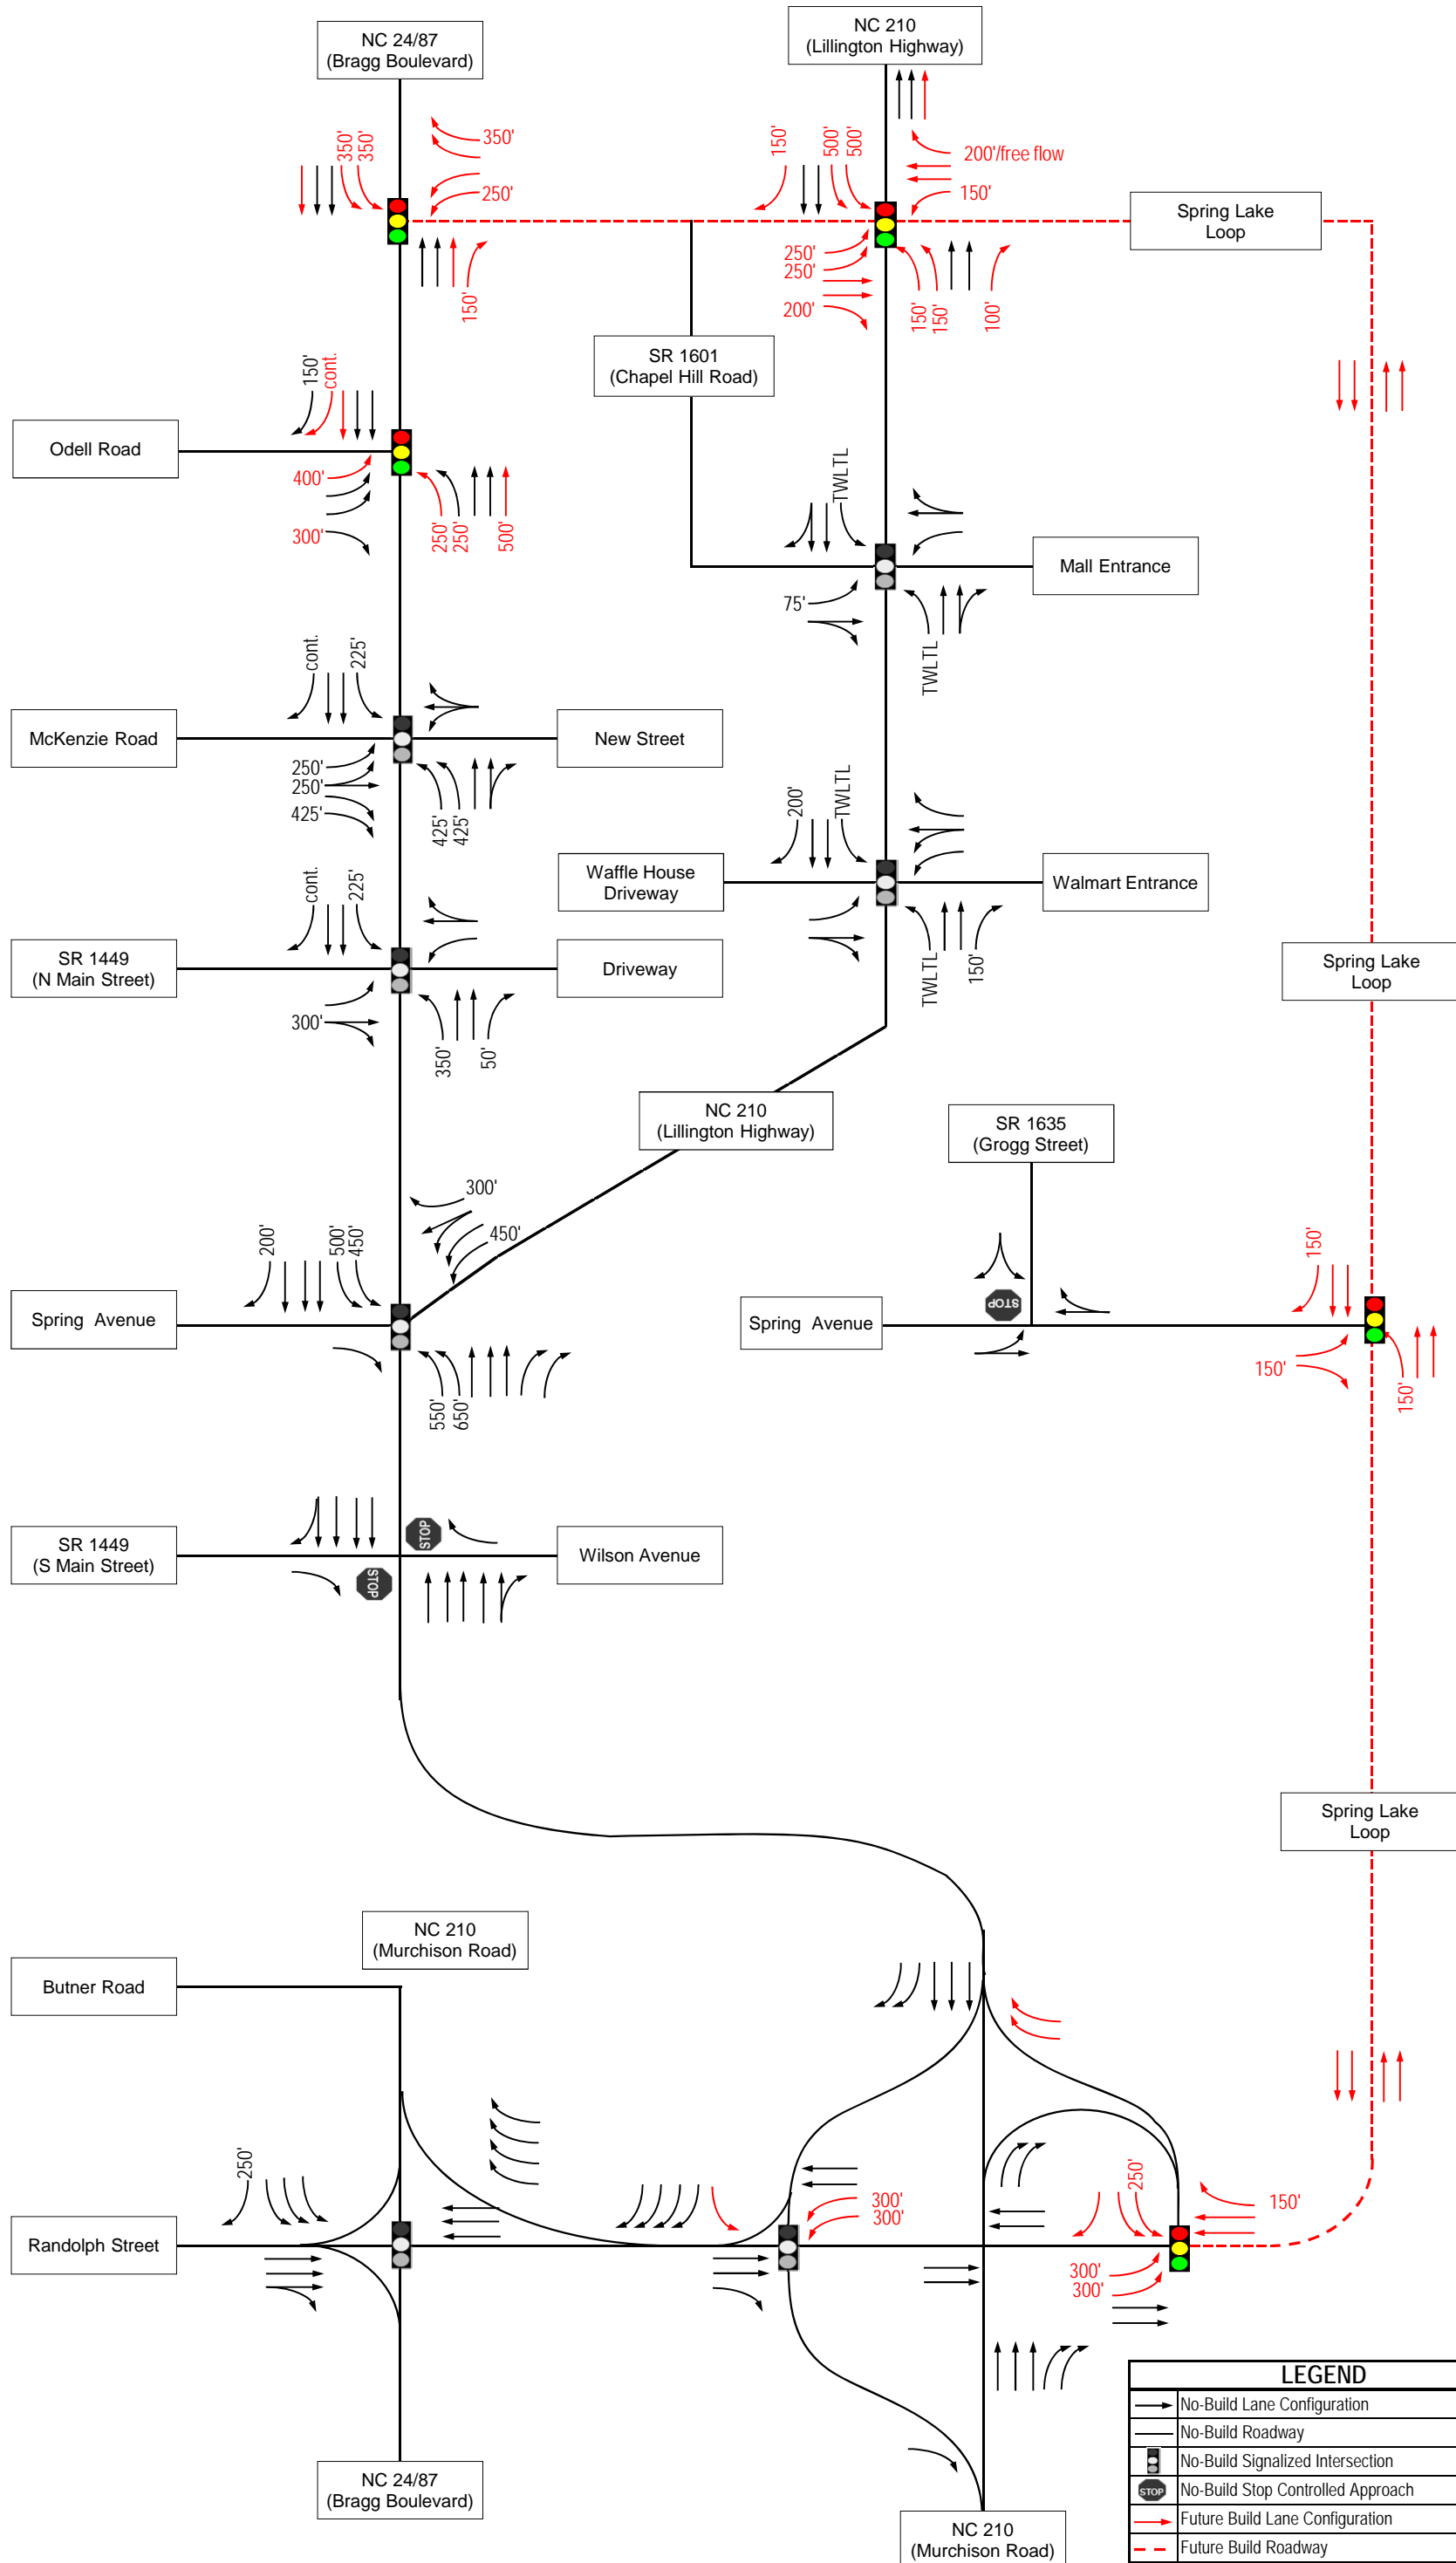 NC 24/87
(Bragg Boulevard)
NC 210
(Lillington Highway)
350'
350'
350'
250'
150'
500'
500'
200'/free flow
150'
Spring Lake
Loop
250'
250'
200'
150'
150'
150'
100'
SR 1601
(Chapel Hill Road)
150'
cont.
Odell Road
400'
300'
250'
250'
500'
TWLTL
Mall Entrance
75'
TWLTL
cont.
225'
McKenzie Road
New Street
250'
250'
425'
425'
425'
200'
TWLTL
Waffle House
Driveway
Walmart Entrance
TWLTL
150'
cont.
225'
SR 1449
(N Main Street)
Driveway
300'
350'
50'
Spring Lake
Loop
NC 210
(Lillington Highway)
SR 1635
(Grogg Street)
300'
450'
200'
500'
450'
Spring Avenue
550'
650'
STOP
Spring Avenue
150'
150'
150'
SR 1449
(S Main Street)
STOP
STOP
Wilson Avenue
Spring Lake
Loop
NC 210
(Murchison Road)
Butner Road
250'
Randolph Street
300'
300'
250'
150'
300'
300'
NC 24/87
(Bragg Boulevard)
NC 210
(Murchison Road)
LEGEND
No-Build Lane Configuration
No-Build Roadway
No-Build Signalized Intersection
STOP No-Build Stop Controlled Approach
Future Build Lane Configuration
Future Build Roadway